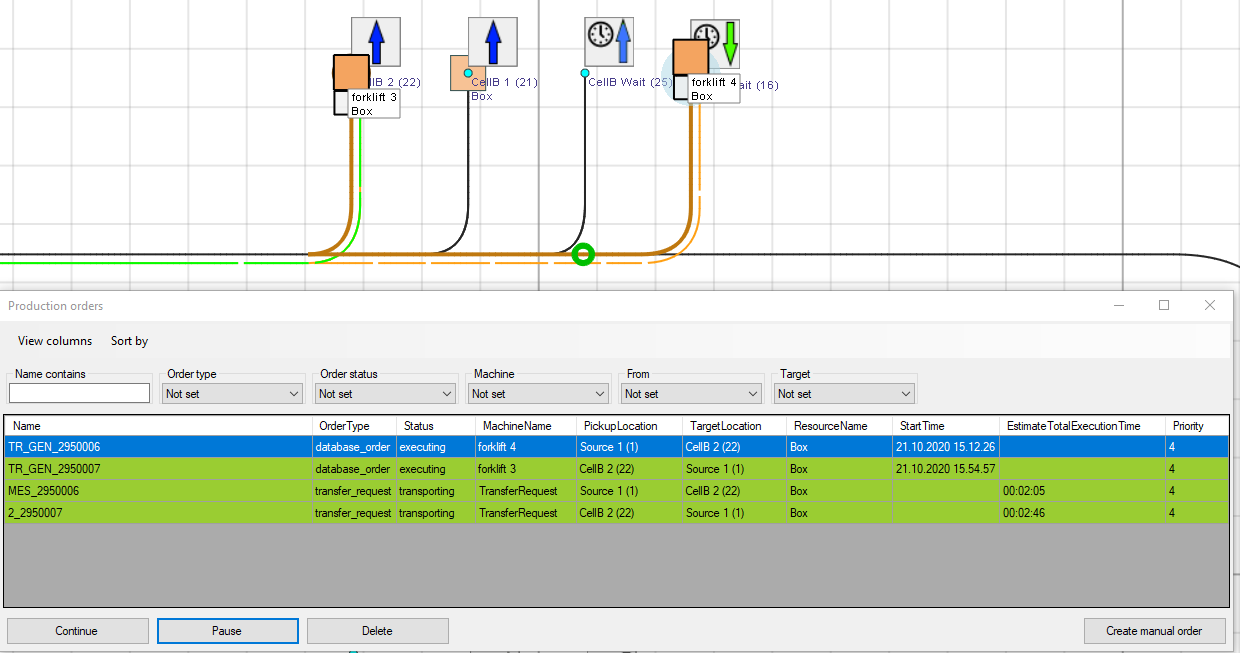 llB 2 (22)
CellB 1 (21)
Box
CellB Wait (25)
ait (16)
forklift 3
Box
forklift 4
Box
Production orders
View columns Sort by
Name contains Order type Order status Machine From Target
Not set Not set Not set Not set Not set
Name OrderType Status MachineName PickupLocation TargetLocation ResourceName StartTime EstimateTotalExecutionTime Priority
TR_GEN_2950006 database_order executing forklift 4 Source 1 (1) CellB 2 (22) Box 21.10.2020 15.12.26 4
TR_GEN_2950007 database_order executing forklift 3 CellB 2 (22) Source 1 (1) Box 21.10.2020 15.54.57 4
MES_2950006 transfer_request transporting TransferRequest Source 1 (1) CellB 2 (22) Box 00:02:05 4
2_2950007 transfer_request transporting TransferRequest CellB 2 (22) Source 1 (1) Box 00:02:46 4
Continue Pause Delete Create manual order